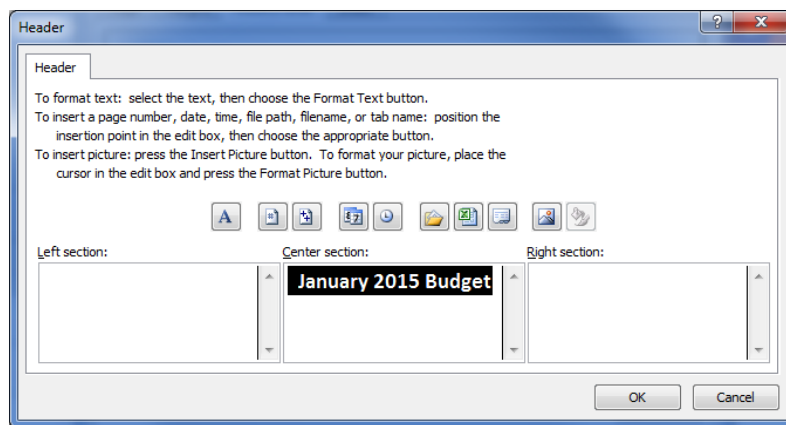 Header
Header
To format text: select the text, then choose the Format Text button.
To insert a page number, date, time, file path, filename, or tab name: position the
insertion point in the edit box, then choose the appropriate button.
To insert picture: press the Insert Picture button. To format your picture, place the
cursor in the edit box and press the Format Picture button.
A
Left section:
Center section:
Right section:
January 2015 Budget
OK
Cancel